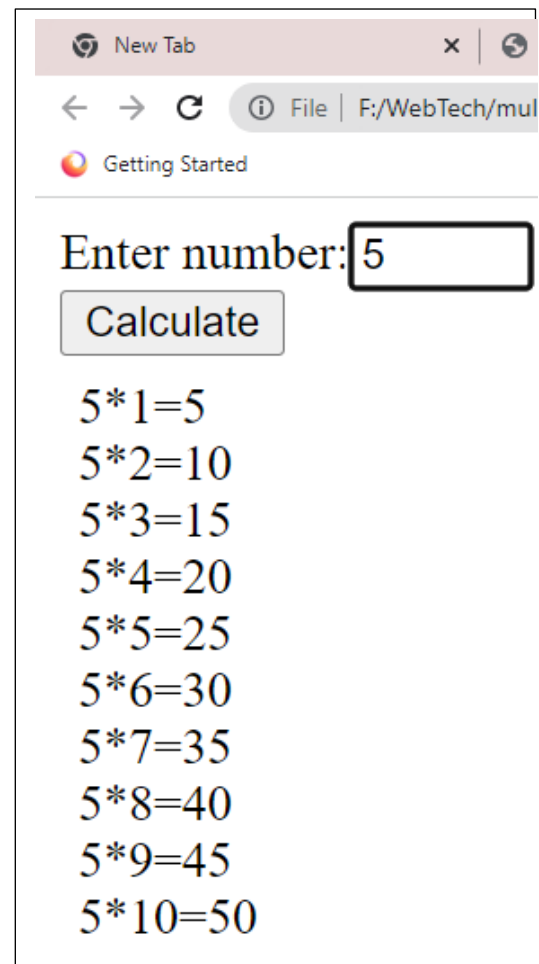 New Tab
File | F:/WebTech/mul
Getting Started
Enter number: 5
Calculate
5*1=5
5*2=10
5*3=15
5*4=20
5*5=25
5*6=30
5*7=35
5*8=40
5*9=45
5*10=50